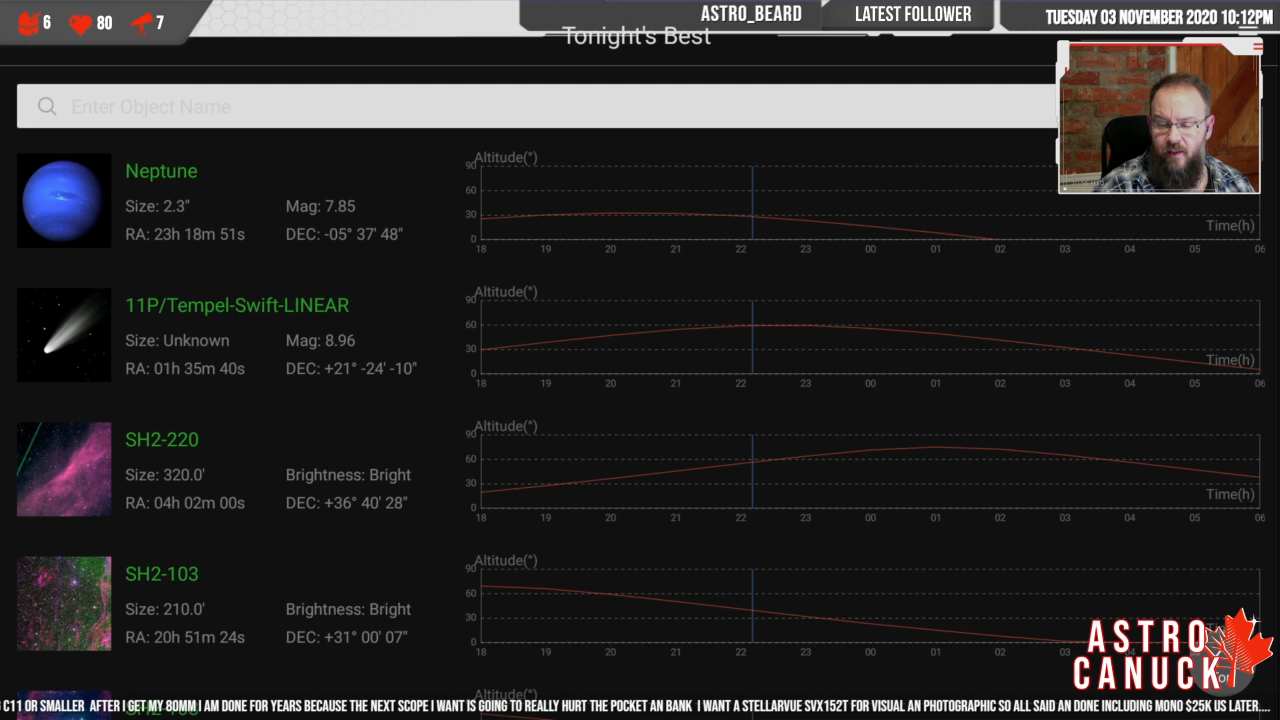 6 80 7
ASTRO_BEARD
LATEST FOLLOWER
TUESDAY 03 NOVEMBER 2020 10:12PM
Tonight's Best
Enter Object Name
Neptune
Size: 2.3" Mag: 7.85
RA: 23h 18m 51s DEC: -05° 37' 48"
Altitude(°)
90
60
30
0
Time(h)
18 19 20 21 22 23 00 01 02 03 04 05 06
11P/Tempel-Swift-LINEAR
Size: Unknown Mag: 8.96
RA: 01h 35m 40s DEC: +21° -24' -10"
Altitude(°)
90
60
30
0
Time(h)
18 19 20 21 22 23 00 01 02 03 04 05 06
SH2-220
Size: 320.0' Brightness: Bright
RA: 04h 02m 00s DEC: +36° 40' 28"
Altitude(°)
90
60
30
0
Time(h)
18 19 20 21 22 23 00 01 02 03 04 05 06
SH2-103
Size: 210.0' Brightness: Bright
RA: 20h 51m 24s DEC: +31° 00' 07"
Altitude(°)
90
60
30
0
18 19 20 21 22 23 00 01 02 03 04 06
ASTRO
CANUCK
Altitude(°)
C11 OR SMALLER AFTER I GET MY 80MM I AM DONE FOR YEARS BECAUSE THE NEXT SCOPE I WANT IS GOING TO REALLY HURT THE POCKET AN BANK I WANT A STELLARVUE SVX152T FOR VISUAL AN PHOTOGRAPHIC SO ALL SAID AN DONE INCLUDING MONO $25K US LATER....